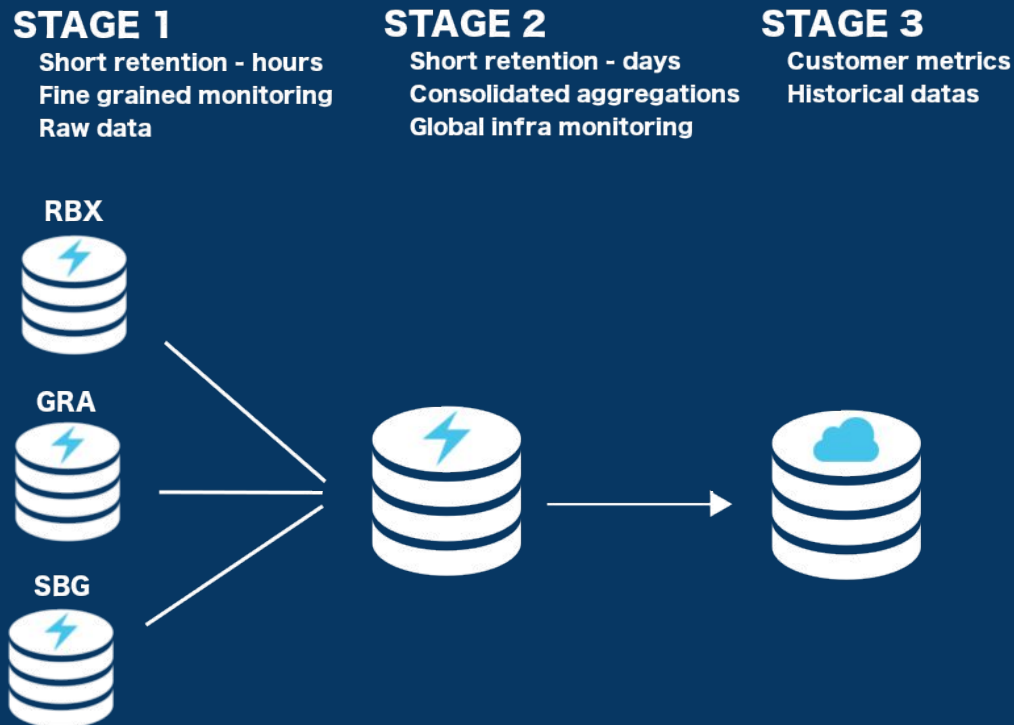 STAGE 1
Short retention - hours
Fine grained monitoring
Raw data
STAGE 2
Short retention - days
Consolidated aggregations
Global infra monitoring
STAGE 3
Customer metrics
Historical datas
RBX
GRA
SBG